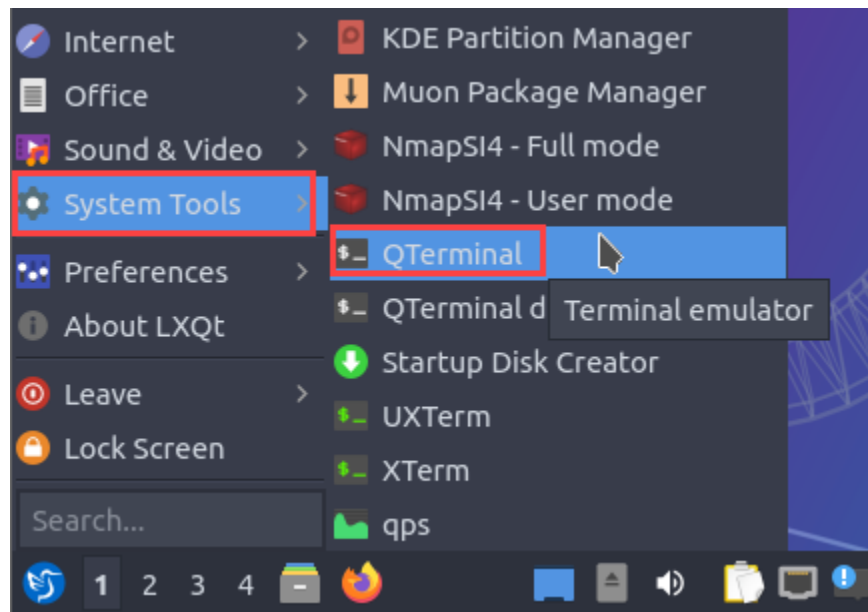 Internet
Office
Sound & Video
System Tools
Preferences
About LXQt
Leave
Lock Screen
Search...
KDE Partition Manager
Muon Package Manager
NmapSI4 - Full mode
NmapSI4 - User mode
QTerminal
QTerminal d
Terminal emulator
Startup Disk Creator
UXTerm
XTerm
qps
1 2 3 4